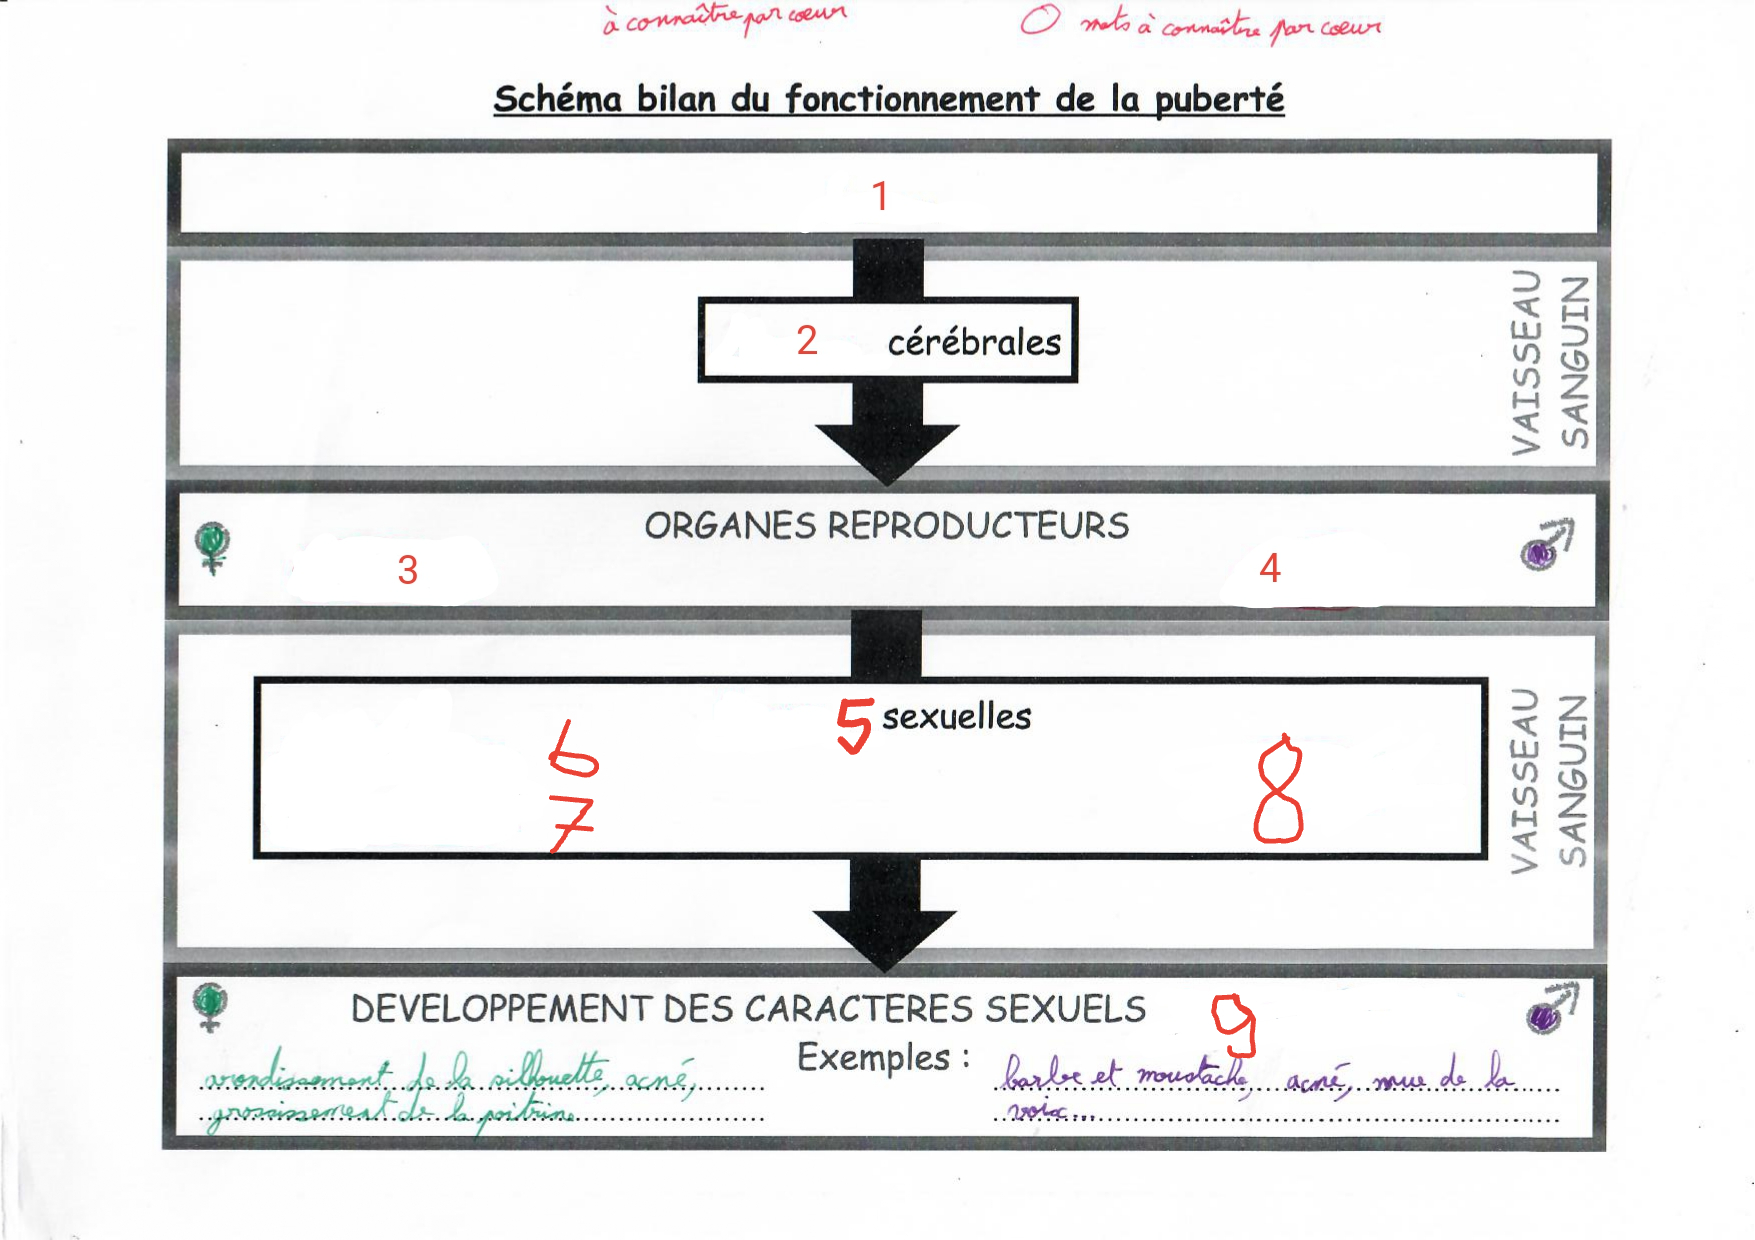 à connaître par coeur
O mots à connaître par coeur
Schéma bilan du fonctionnement de la puberté
1
2 cérébrales
VAISSEAU
SANGUIN
ORGANES REPRODUCTEURS
3
4
5 sexuelles
6
7
8
VAISSEAU
SANGUIN
DEVELOPPEMENT DES CARACTERES SEXUELS 9
Exemples :
arondissement de la silhouette, acné,
grossissement de la poitrine
barbe et moustache, acné, mue de la
voix...